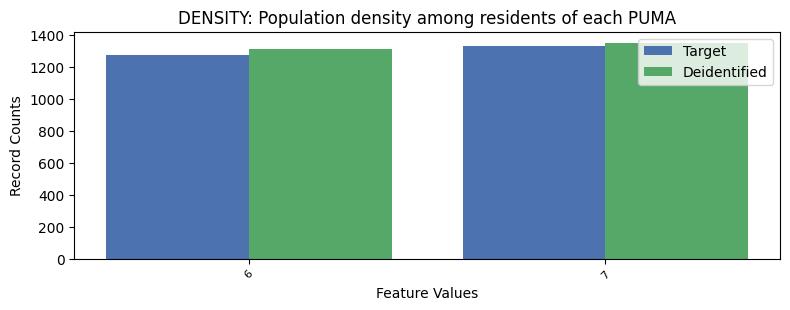 DENSITY: Population density among residents of each PUMA
1400
1200
1000
800
600
400
200
0
Record Counts
Target
Deidentified
6
7
Feature Values